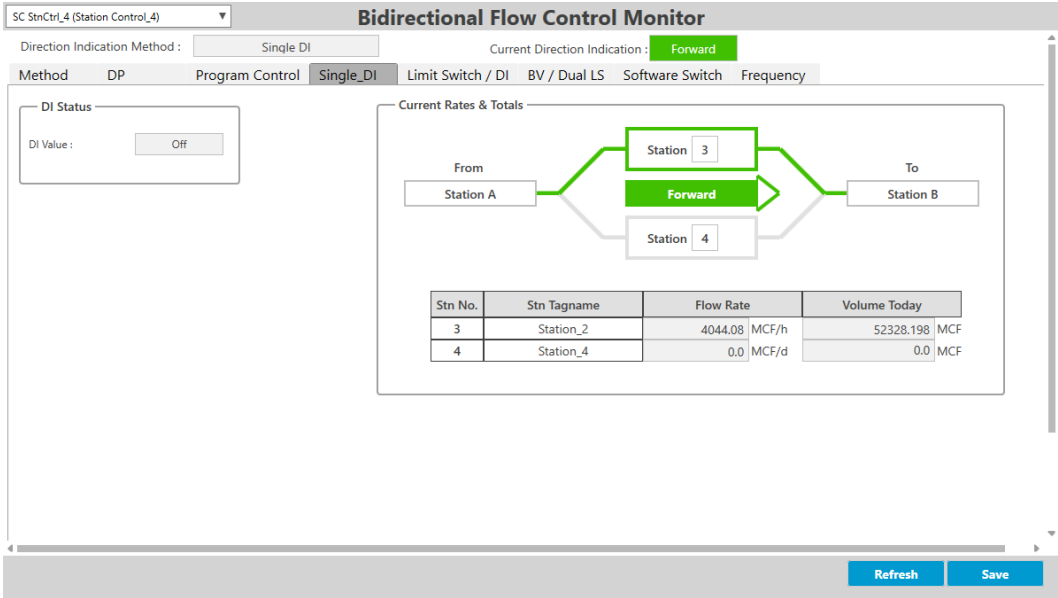 SC StnCtrl_4 (Station Control_4)
Bidirectional Flow Control Monitor
Direction Indication Method : Single DI Current Direction Indication : Forward
Method DP Program Control Single_DI Limit Switch / DI BV / Dual LS Software Switch Frequency
DI Status
DI Value : Off
Current Rates & Totals
Station 3
From To
Station A Forward Station B
Station 4
Stn No. Stn Tagname Flow Rate Volume Today
3 Station_2 4044.08 MCF/h 52328.198 MCF
4 Station_4 0.0 MCF/d 0.0 MCF
Refresh Save